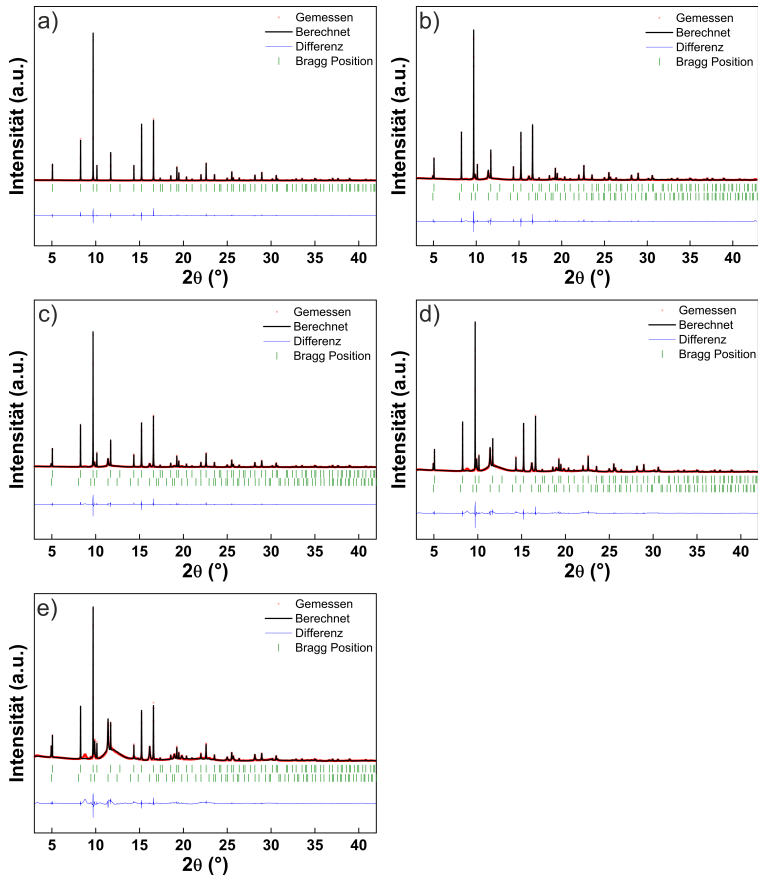 a)
Gemessen
Berechnet
Differenz
Bragg Position
Intensität (a.u.)
5 10 15 20 25 30 35 40
2θ (°)
b)
Gemessen
Berechnet
Differenz
Bragg Position
Intensität (a.u.)
5 10 15 20 25 30 35 40
2θ (°)
c)
Gemessen
Berechnet
Differenz
Bragg Position
Intensität (a.u.)
5 10 15 20 25 30 35 40
2θ (°)
d)
Gemessen
Berechnet
Differenz
Bragg Position
Intensität (a.u.)
5 10 15 20 25 30 35 40
2θ (°)
e)
Gemessen
Berechnet
Differenz
Bragg Position
Intensität (a.u.)
5 10 15 20 25 30 35 40
2θ (°)